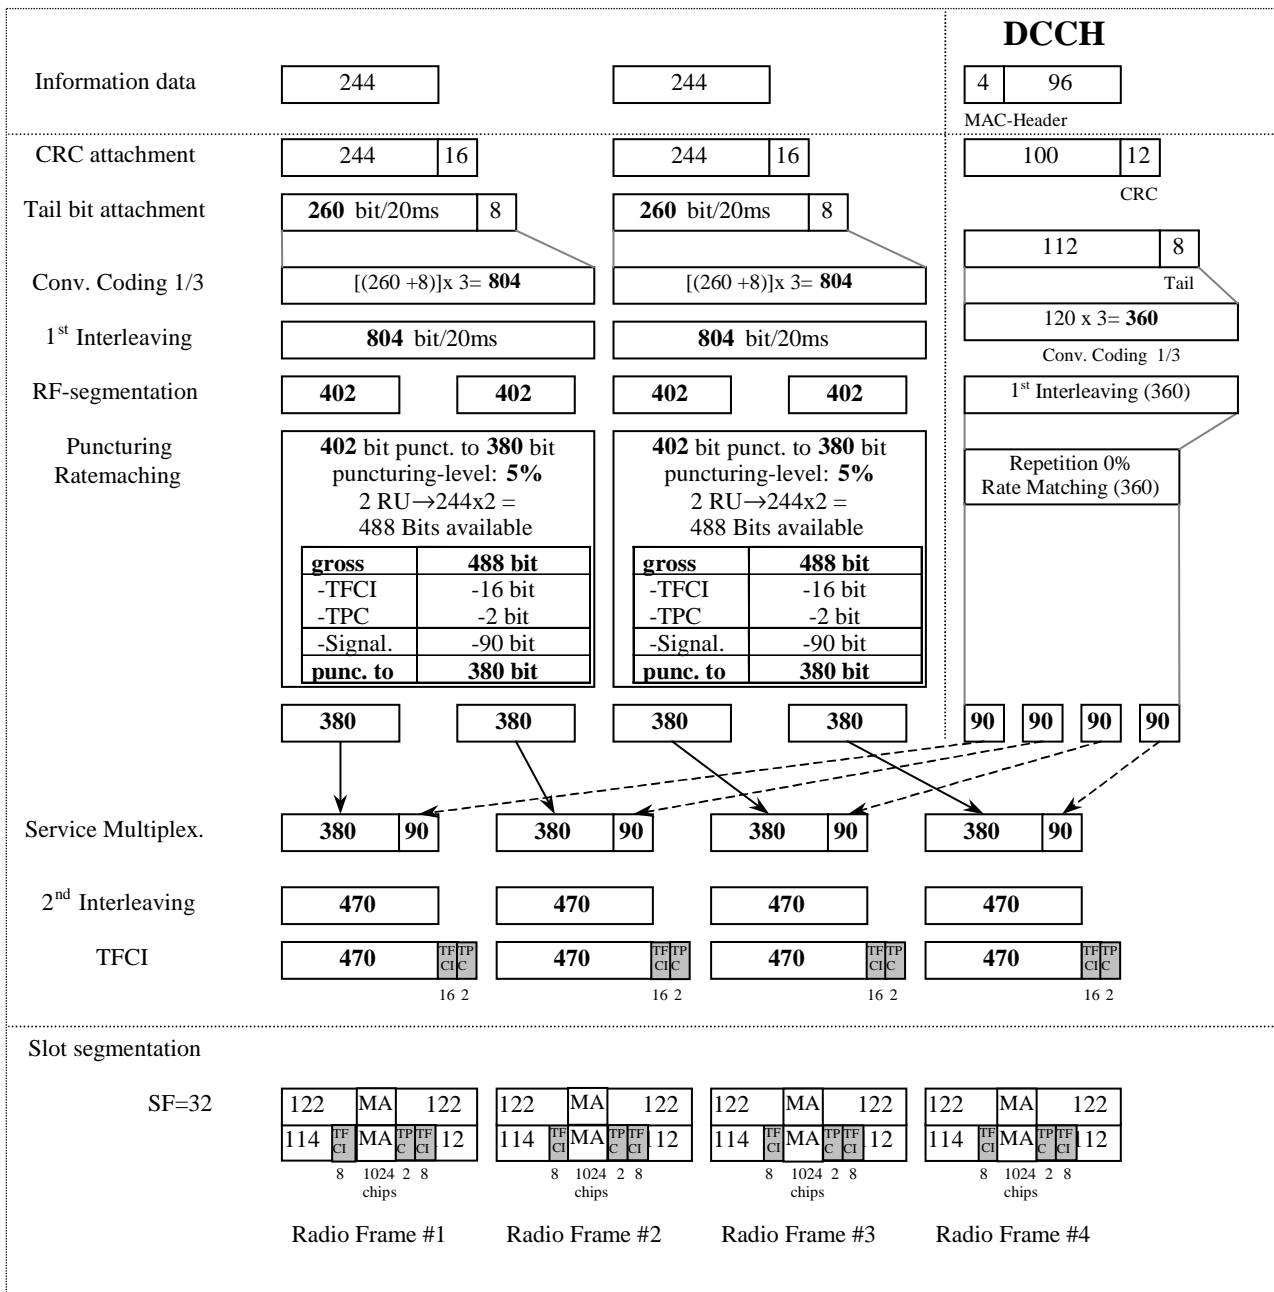 DCCH
Information data 244 244 4 96
MAC-Header
CRC attachment 244 16 244 16 100 12
CRC
Tail bit attachment 260 bit/20ms 8 260 bit/20ms 8
112 8
Tail
Conv. Coding 1/3 [(260 +8)]x 3= 804 [(260 +8)]x 3= 804
120 x 3= 360
Conv. Coding 1/3
1st Interleaving 804 bit/20ms 804 bit/20ms
RF-segmentation 402 402 402 402 1st Interleaving (360)
Puncturing
Ratemaching
402 bit punct. to 380 bit
puncturing-level: 5%
2 RU→244x2 =
488 Bits available
gross 488 bit
-TFCI -16 bit
-TPC -2 bit
-Signal. -90 bit
punc. to 380 bit
402 bit punct. to 380 bit
puncturing-level: 5%
2 RU→244x2 =
488 Bits available
gross 488 bit
-TFCI -16 bit
-TPC -2 bit
-Signal. -90 bit
punc. to 380 bit
Repetition 0%
Rate Matching (360)
380 380 380 380 90 90 90 90
Service Multiplex. 380 90 380 90 380 90 380 90
2nd Interleaving 470 470 470 470
TFCI 470 TFCI TPC 470 TFCI TPC 470 TFCI TPC 470 TFCI TPC
16 2 16 2 16 2 16 2
Slot segmentation
SF=32 122 MA 122 122 MA 122 122 MA 122 122 MA 122
114 TFCI MA TPC TFCI 112 114 TFCI MA TPC TFCI 112 114 TFCI MA TPC TFCI 112 114 TFCI MA TPC TFCI 112
8 1024 2 8 8 1024 2 8 8 1024 2 8 8 1024 2 8
chips chips chips chips
Radio Frame #1 Radio Frame #2 Radio Frame #3 Radio Frame #4